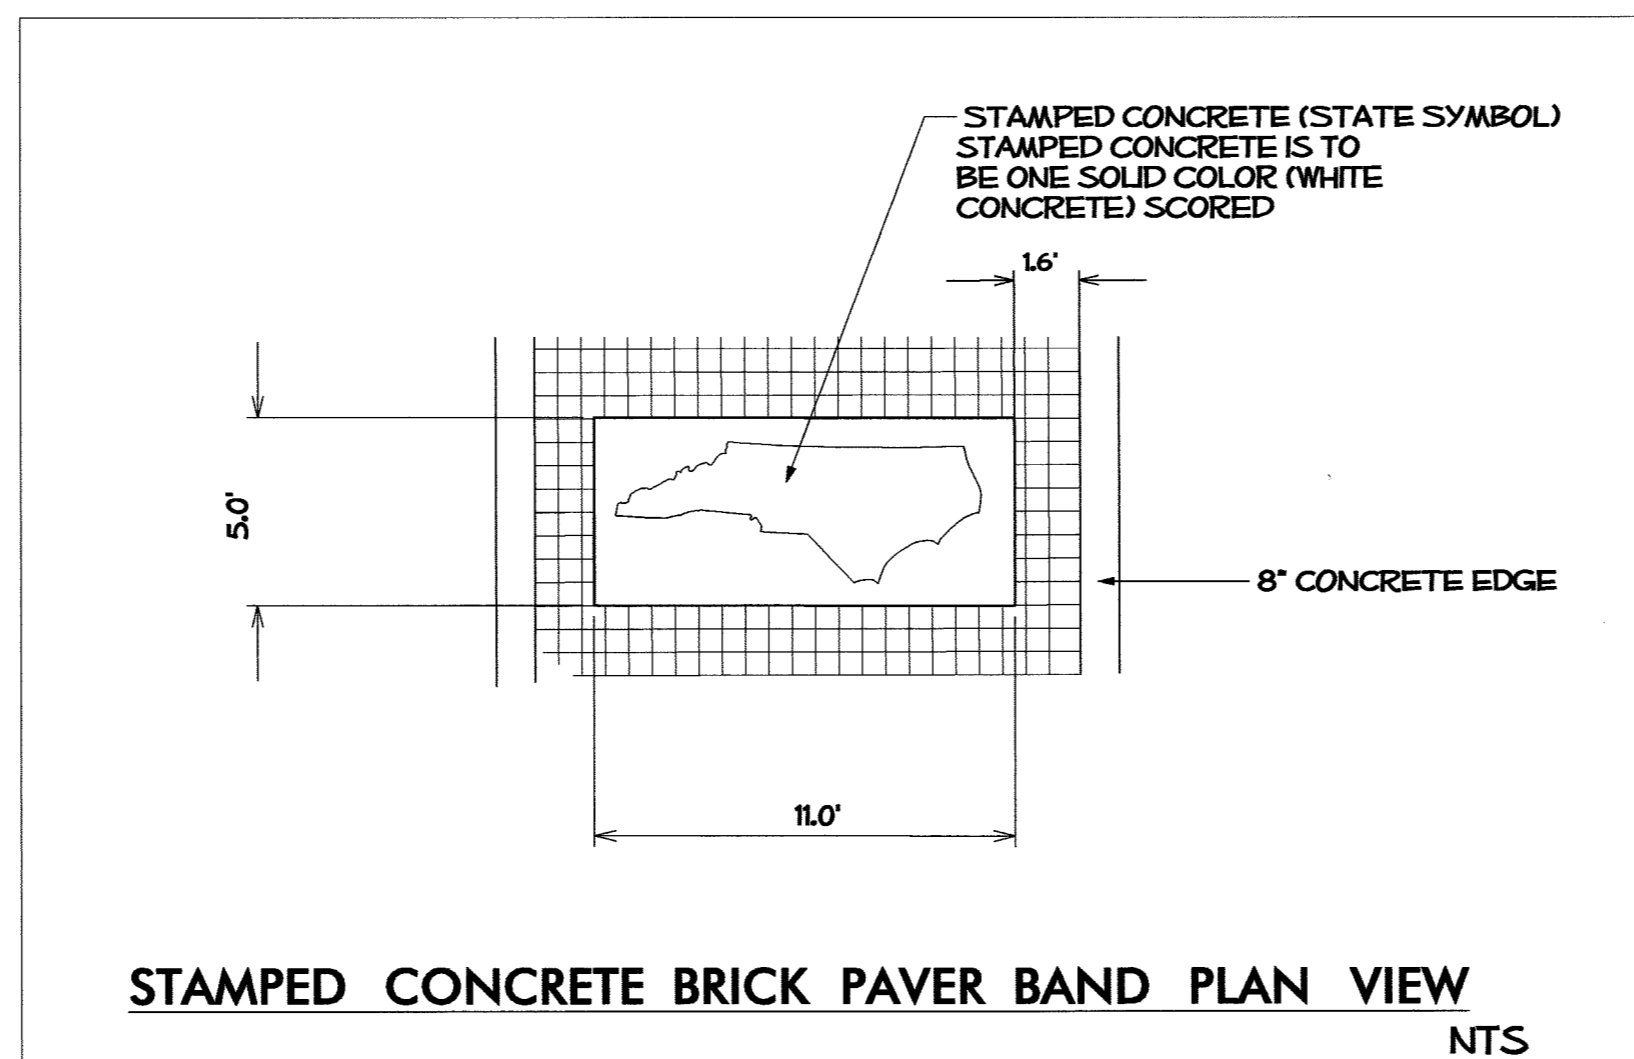 STAMPED CONCRETE (STATE SYMBOL)
STAMPED CONCRETE IS TO
BE ONE SOLID COLOR (WHITE
CONCRETE) SCORED
1.6'
5.0'
8" CONCRETE EDGE
11.0'
STAMPED CONCRETE BRICK PAVER BAND PLAN VIEW
NTS